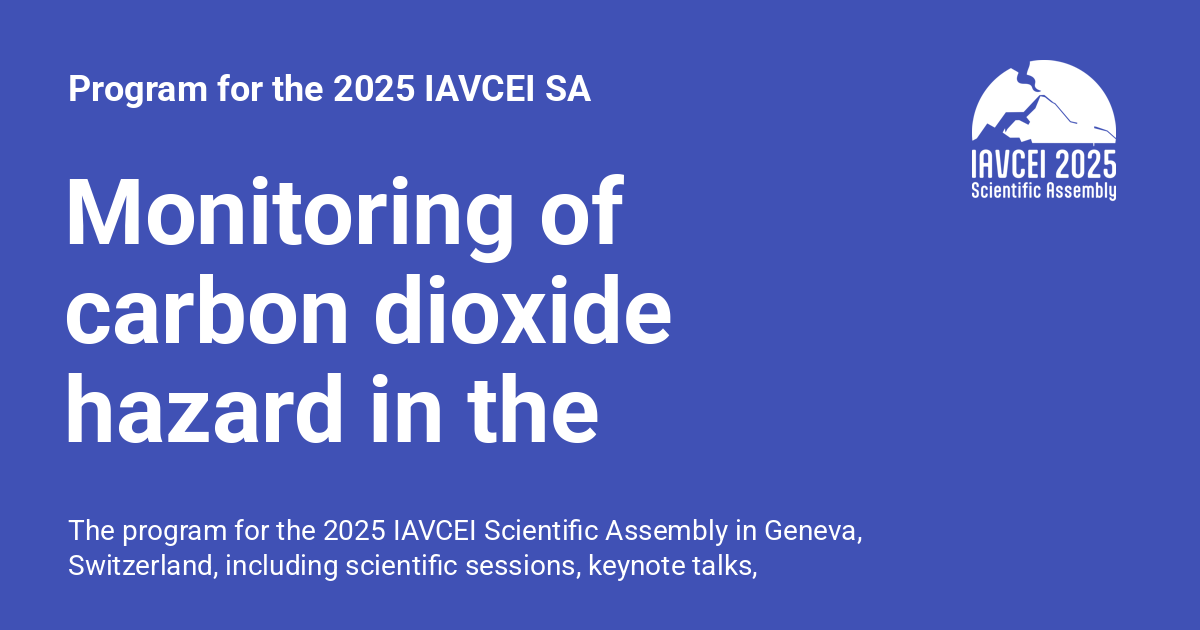 Program for the 2025 IAVCEI SA
IAVCEI 2025
Scientific Assembly
Monitoring of
carbon dioxide
hazard in the
The program for the 2025 IAVCEI Scientific Assembly in Geneva,
Switzerland, including scientific sessions, keynote talks,